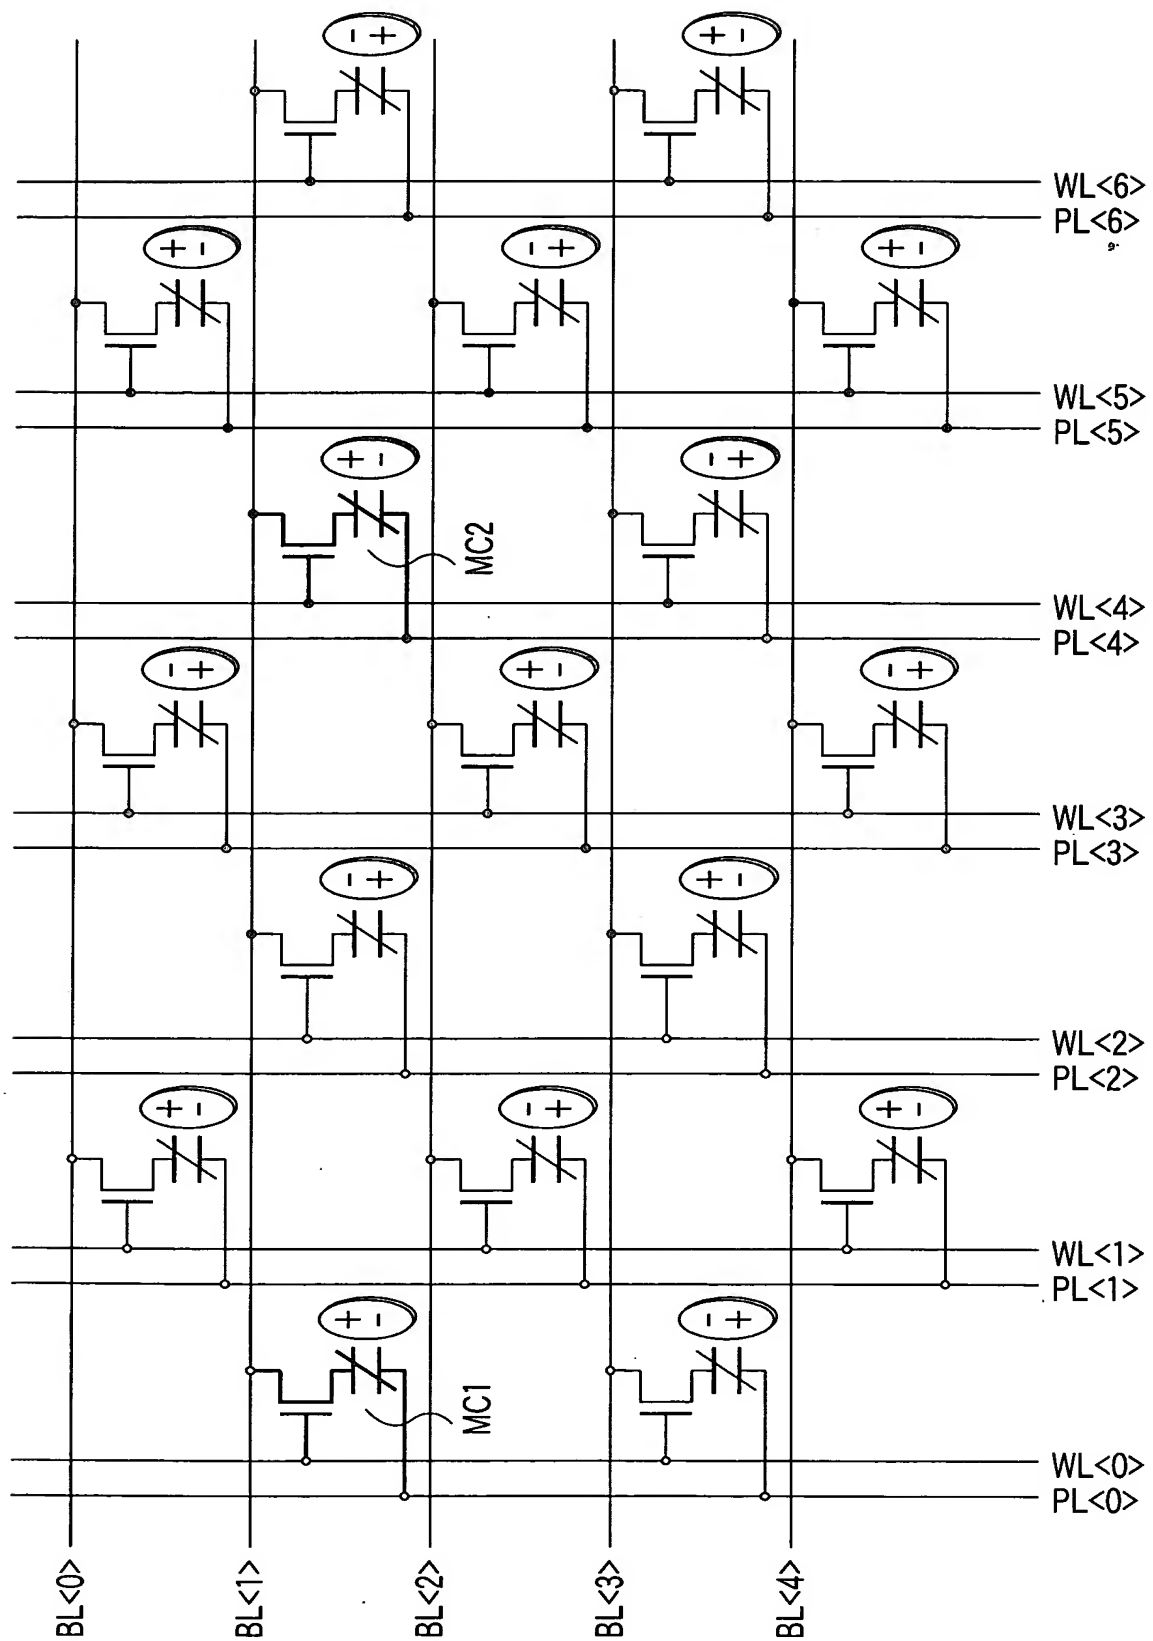 - + + -
WL<6>
PL<6>
+ - - + + -
WL<5>
PL<5>
+ - - +
MC2
WL<4>
PL<4>
- + + - - +
WL<3>
PL<3>
- + + -
WL<2>
PL<2>
+ - - + + -
WL<1>
PL<1>
+ - - +
MC1
WL<0>
PL<0>
BL<0>
BL<1>
BL<2>
BL<3>
BL<4>